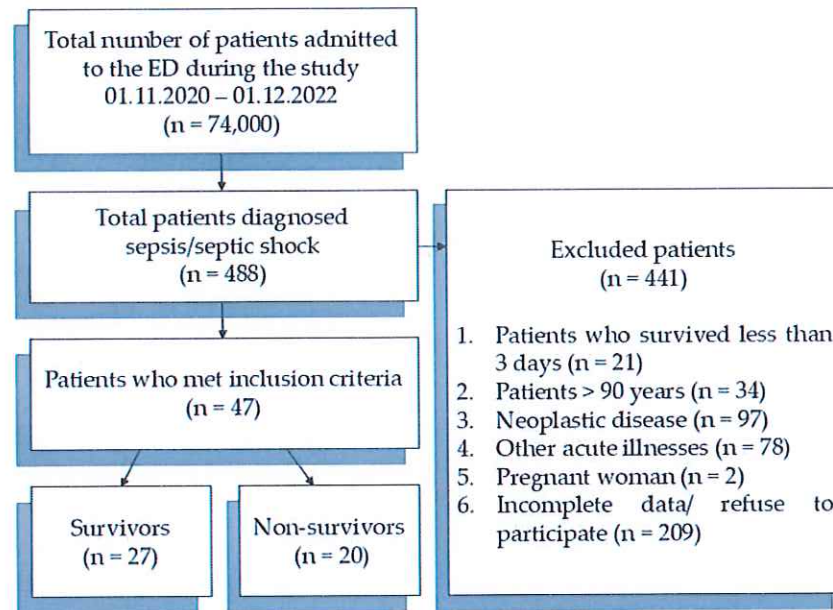 Total number of patients admitted
to the ED during the study
01.11.2020 – 01.12.2022
(n = 74,000)
Total patients diagnosed
sepsis/septic shock
(n = 488)
Patients who met inclusion criteria
(n = 47)
Survivors
(n = 27)
Non-survivors
(n = 20)
Excluded patients
(n = 441)
1. Patients who survived less than
3 days (n = 21)
2. Patients > 90 years (n = 34)
3. Neoplastic disease (n = 97)
4. Other acute illnesses (n = 78)
5. Pregnant woman (n = 2)
6. Incomplete data/ refuse to
participate (n = 209)